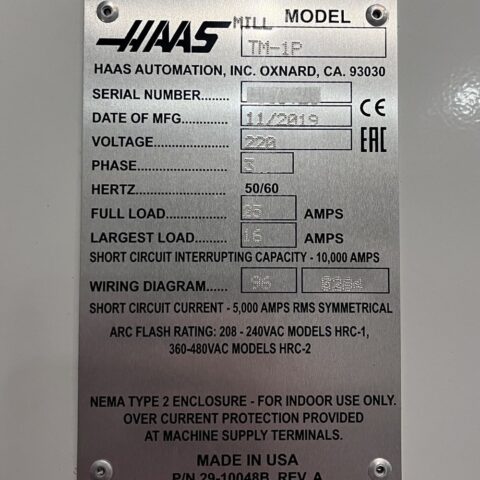 HAAS MILL MODEL
TM-1P
HAAS AUTOMATION, INC. OXNARD, CA. 93030
SERIAL NUMBER........
DATE OF MFG........... 11/2019 CE
VOLTAGE................. 220 EAC
PHASE..................... 3
HERTZ..................... 50/60
FULL LOAD............... 25 AMPS
LARGEST LOAD........ 16 AMPS
SHORT CIRCUIT INTERRUPTING CAPACITY - 10,000 AMPS
WIRING DIAGRAM...... 96
SHORT CIRCUIT CURRENT - 5,000 AMPS RMS SYMMETRICAL
ARC FLASH RATING: 208 - 240VAC MODELS HRC-1,
360-480VAC MODELS HRC-2
NEMA TYPE 2 ENCLOSURE - FOR INDOOR USE ONLY.
OVER CURRENT PROTECTION PROVIDED
AT MACHINE SUPPLY TERMINALS.
MADE IN USA
P/N 29-10048B REV A